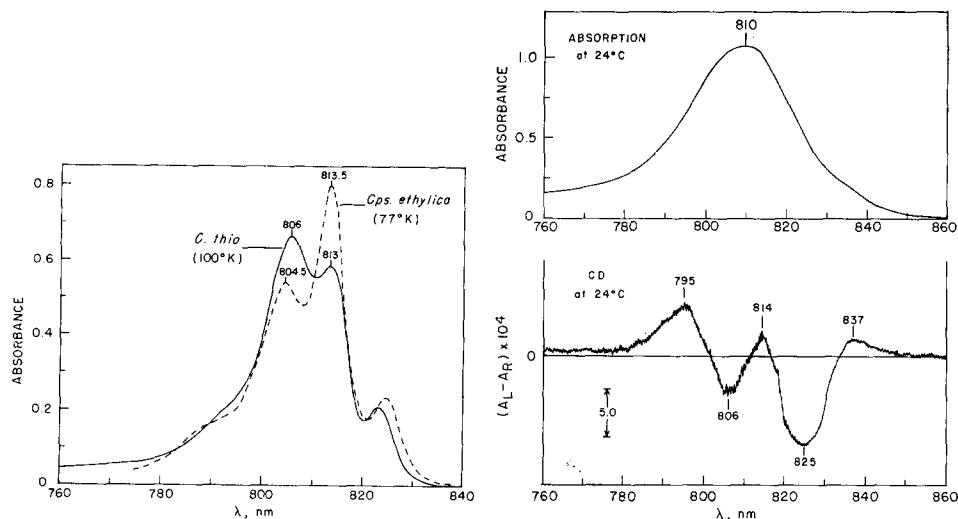 0.8
0.6
0.4
0.2
0
ABSORBANCE
813.5
Cps. ethylica
(77°K)
806
C. thio
(100°K)
804.5
813
760
780
800
820
840
λ, nm
ABSORPTION
at 24°C
810
1.0
0.5
0
ABSORBANCE
760
780
800
820
840
860
CD
at 24°C
795
814
837
0
806
825
5.0
(A_L-A_R) × 10⁴
760
780
800
820
840
860
λ, nm